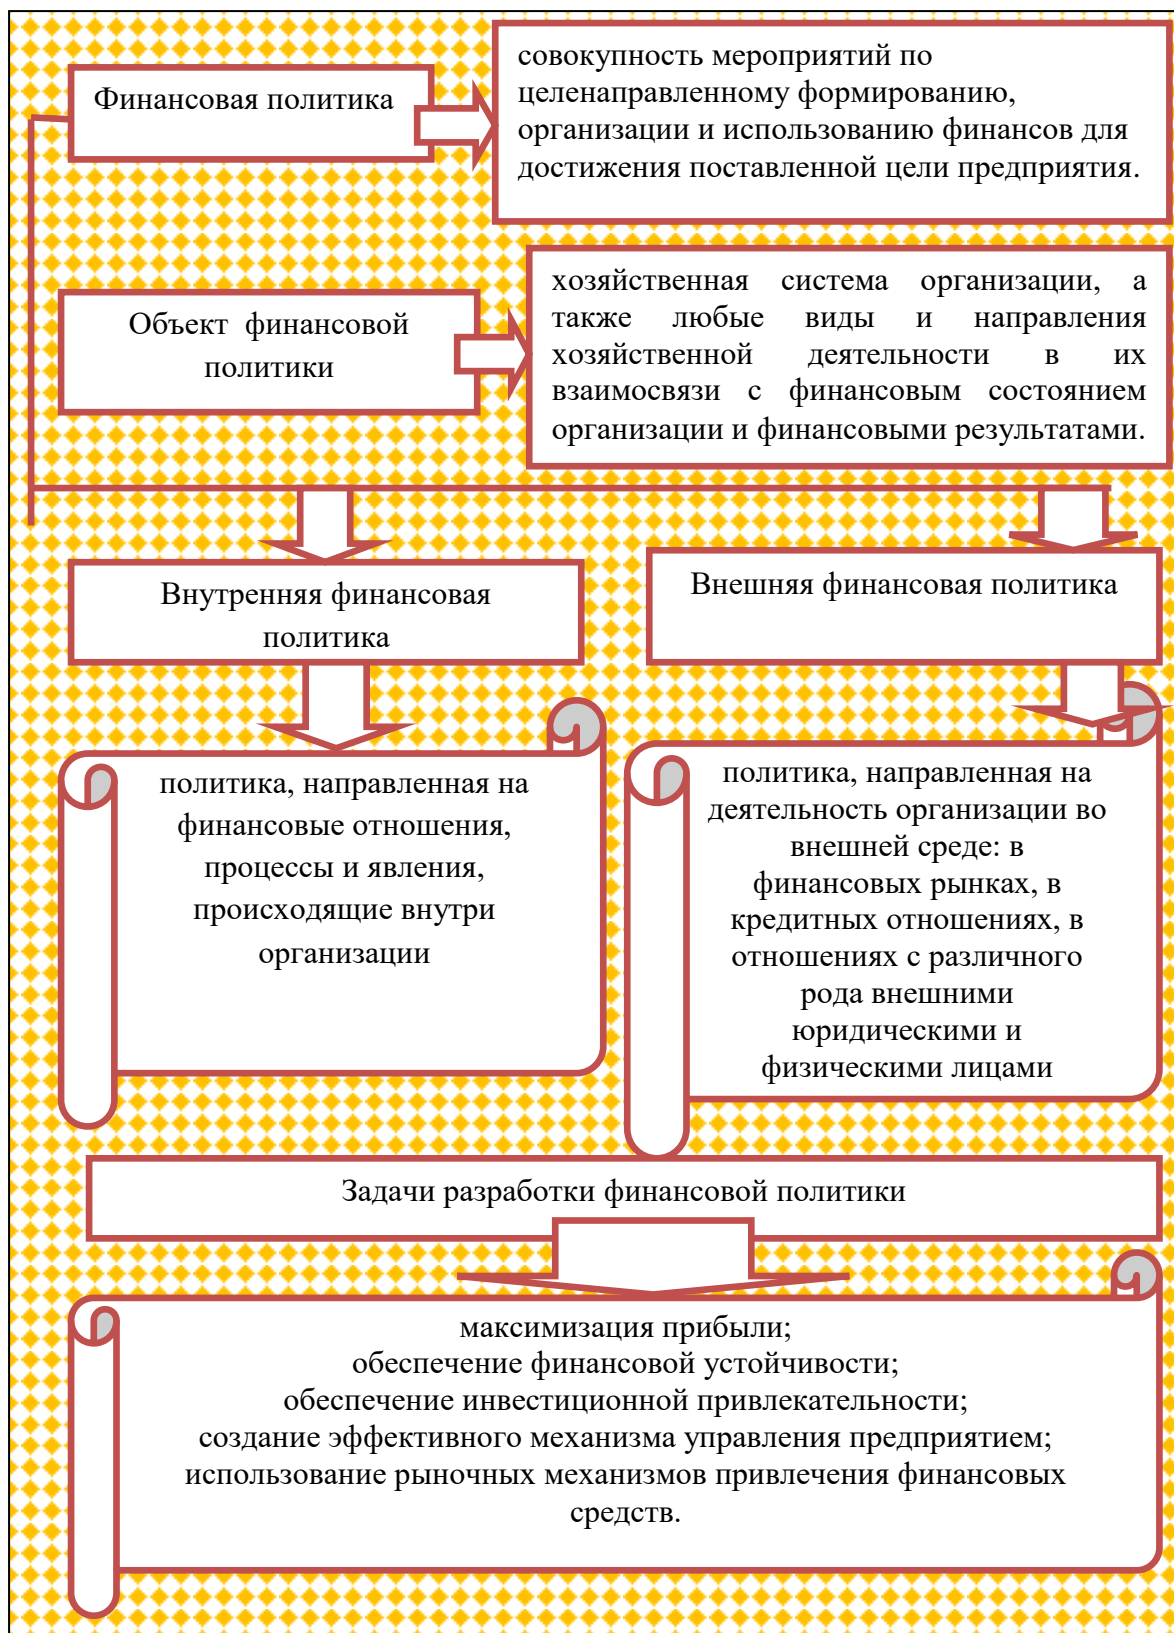 Финансовая политика
совокупность мероприятий по
целенаправленному формированию,
организации и использованию финансов для
достижения поставленной цели предприятия.
Объект финансовой
политики
хозяйственная система организации, а
также любые виды и направления
хозяйственной деятельности в их
взаимосвязи с финансовым состоянием
организации и финансовыми результатами.
Внутренняя финансовая
политика
Внешняя финансовая политика
политика, направленная на
финансовые отношения,
процессы и явления,
происходящие внутри
организации
политика, направленная на
деятельность организации во
внешней среде: в
финансовых рынках, в
кредитных отношениях, в
отношениях с различного
рода внешними
юридическими и
физическими лицами
Задачи разработки финансовой политики
максимизация прибыли;
обеспечение финансовой устойчивости;
обеспечение инвестиционной привлекательности;
создание эффективного механизма управления предприятием;
использование рыночных механизмов привлечения финансовых
средств.